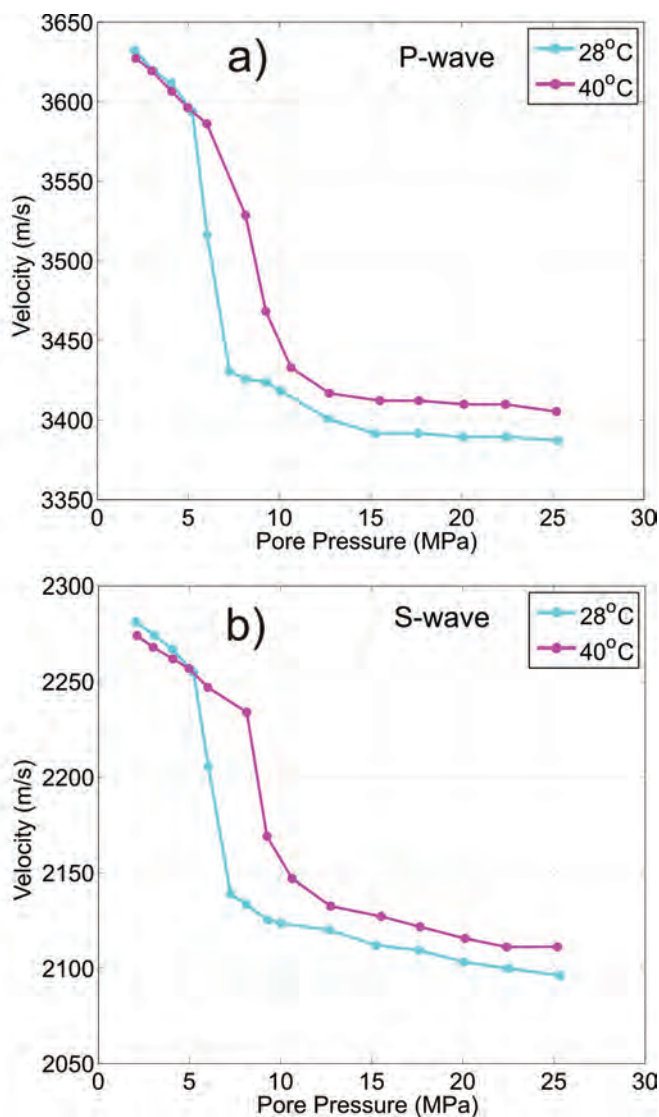 a)
P-wave
28°C
40°C
Velocity (m/s)
3650
3600
3550
3500
3450
3400
3350
0 5 10 15 20 25 30
Pore Pressure (MPa)
b)
S-wave
28°C
40°C
Velocity (m/s)
2300
2250
2200
2150
2100
2050
0 5 10 15 20 25 30
Pore Pressure (MPa)